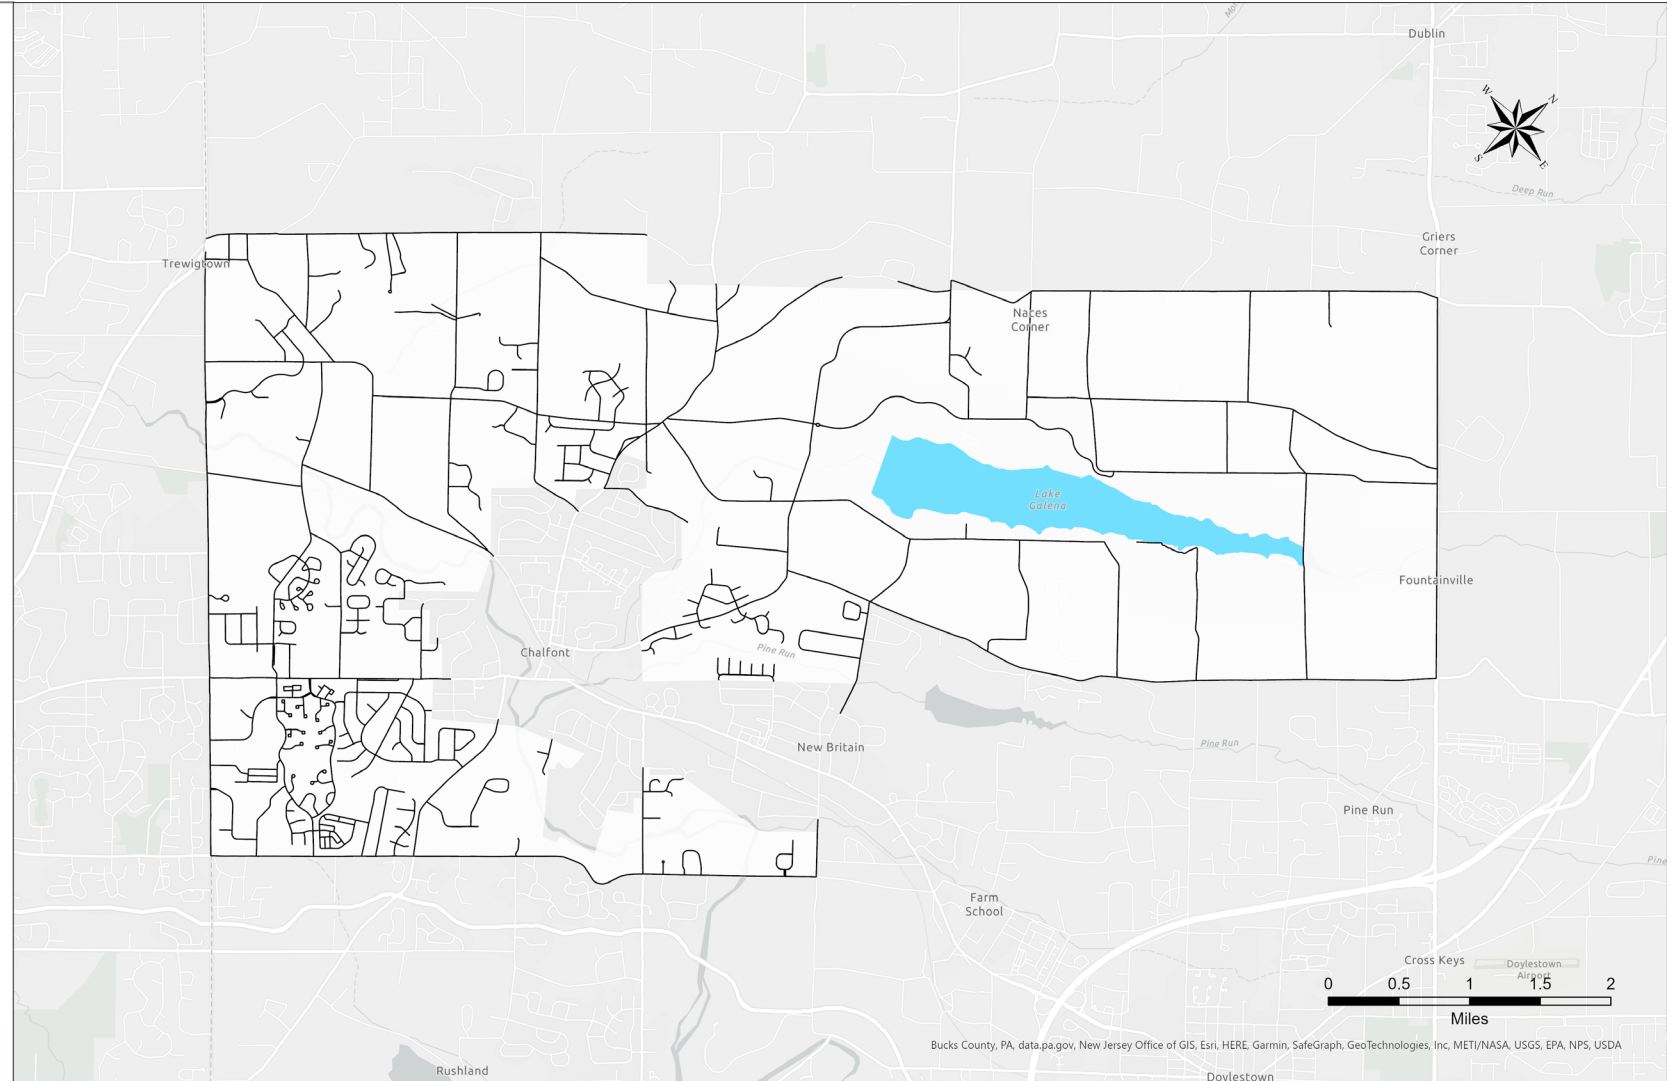 Dublin
W
N
S
E
Deep Run
Griers
Corner
Trewigtown
Naces
Corner
Lake
Galena
Fountainville
Chalfont
Pine Run
New Britain
Pine Run
Pine Run
Farm
School
Cross Keys
Doylestown
Airport
0 0.5 1 1.5 2
Miles
Bucks County, PA, data.pa.gov, New Jersey Office of GIS, Esri, HERE, Garmin, SafeGraph, GeoTechnologies, Inc, METI/NASA, USGS, EPA, NPS, USDA
Rushland
Doylestown